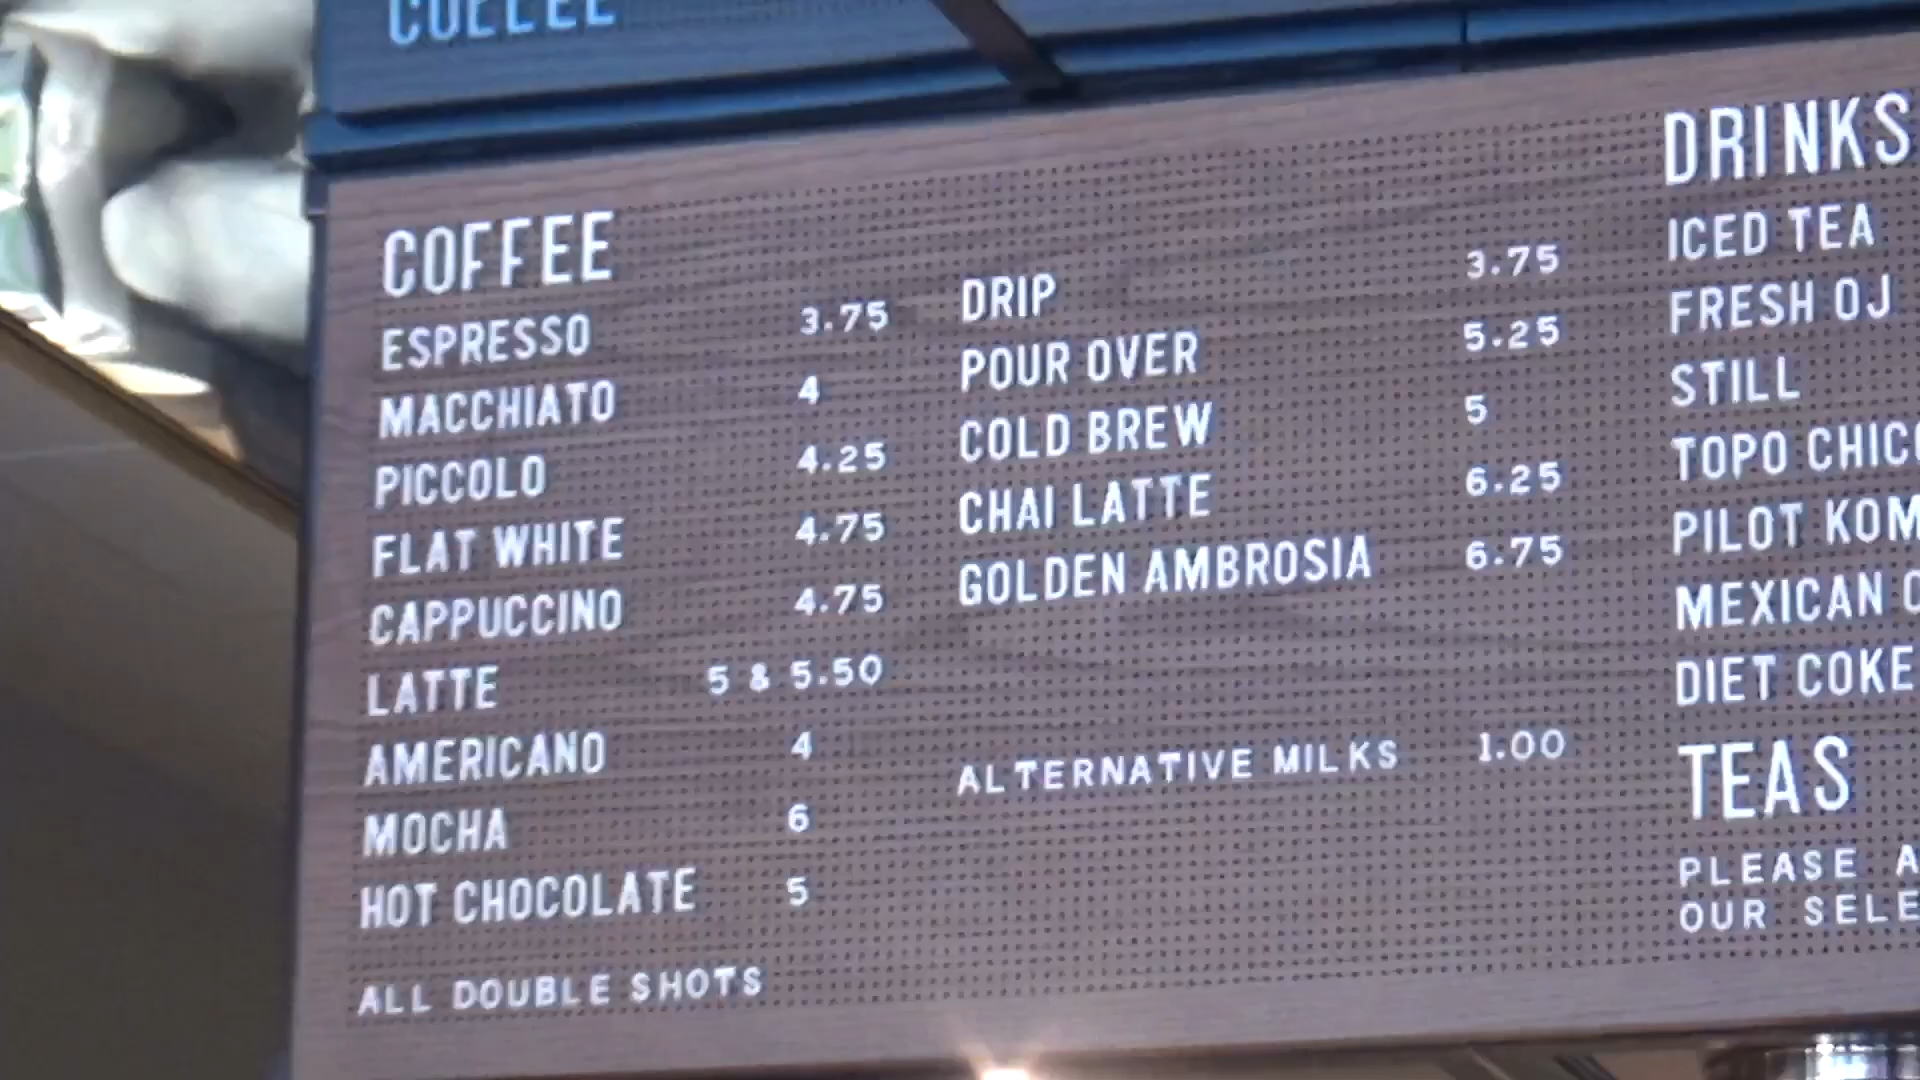 COFFEE
COFFEE
ESPRESSO 3.75
MACCHIATO 4
PICCOLO 4.25
FLAT WHITE 4.75
CAPPUCCINO 4.75
LATTE 5 & 5.50
AMERICANO 4
MOCHA 6
HOT CHOCOLATE 5
ALL DOUBLE SHOTS
DRIP 3.75
POUR OVER 5.25
COLD BREW 5
CHAI LATTE 6.25
GOLDEN AMBROSIA 6.75
ALTERNATIVE MILKS 1.00
DRINKS
ICED TEA
FRESH OJ
STILL
TOPO CHIC
PILOT KOM
MEXICAN C
DIET COKE
TEAS
PLEASE A
OUR SELE